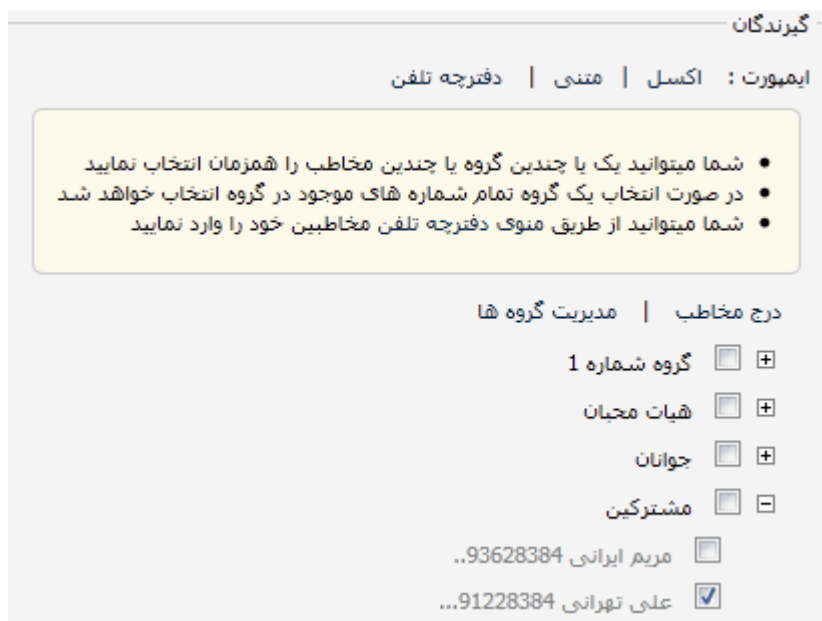 گیرندگان
ایمپورت : اکسل | متنی | دفترچه تلفن
• شما میتوانید یک یا چندین گروه یا چندین مخاطب را همزمان انتخاب نمایید
• در صورت انتخاب یک گروه تمام شماره های موجود در گروه انتخاب خواهد شد
• شما میتوانید از طریق منوی دفترچه تلفن مخاطبین خود را وارد نمایید
درج مخاطب | مدیریت گروه ها
گروه شماره 1
هیات محبان
جوانان
مشترکین
مریم ایرانی 93628384..
علی تهرانی 91228384...